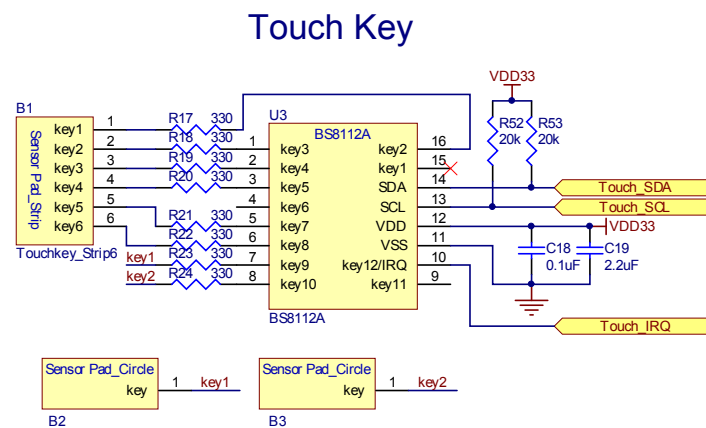 Touch Key
VDD33
B1
key1 1 R17 330
key2 2 R18 330
key3 3 R19 330
key4 4 R20 330
key5 5 R21 330
key6 6 R22 330
Sensor Pad_Strip
Touchkey_Strip6
key1 R23 330
key2 R24 330
U3
BS8112A
1 key3 key2 16
2 key4 key1 15
3 key5 SDA 14
4 key6 SCL 13
5 key7 VDD 12
6 key8 VSS 11
7 key9 key12/IRQ 10
8 key10 key11 9
BS8112A
R52
20k
R53
20k
Touch_SDA
Touch_SCL
VDD33
C18
0.1uF
C19
2.2uF
Touch_IRQ
Sensor Pad_Circle
key 1 key1
B2
Sensor Pad_Circle
key 1 key2
B3